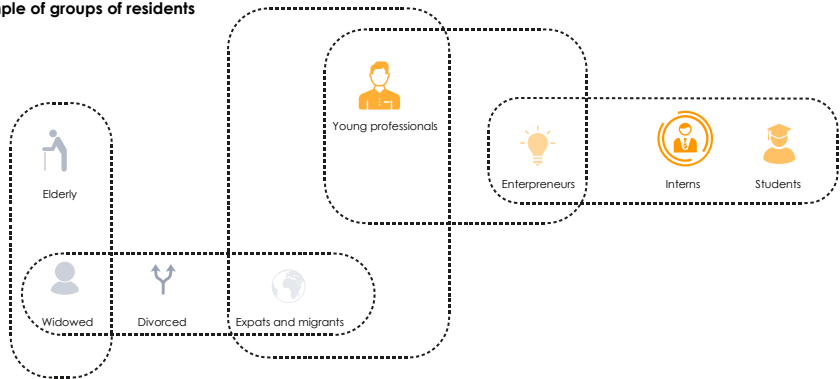 ple of groups of residents
Young professionals
Elderly
Enterpreneurs
Interns
Students
Widowed
Divorced
Expats and migrants